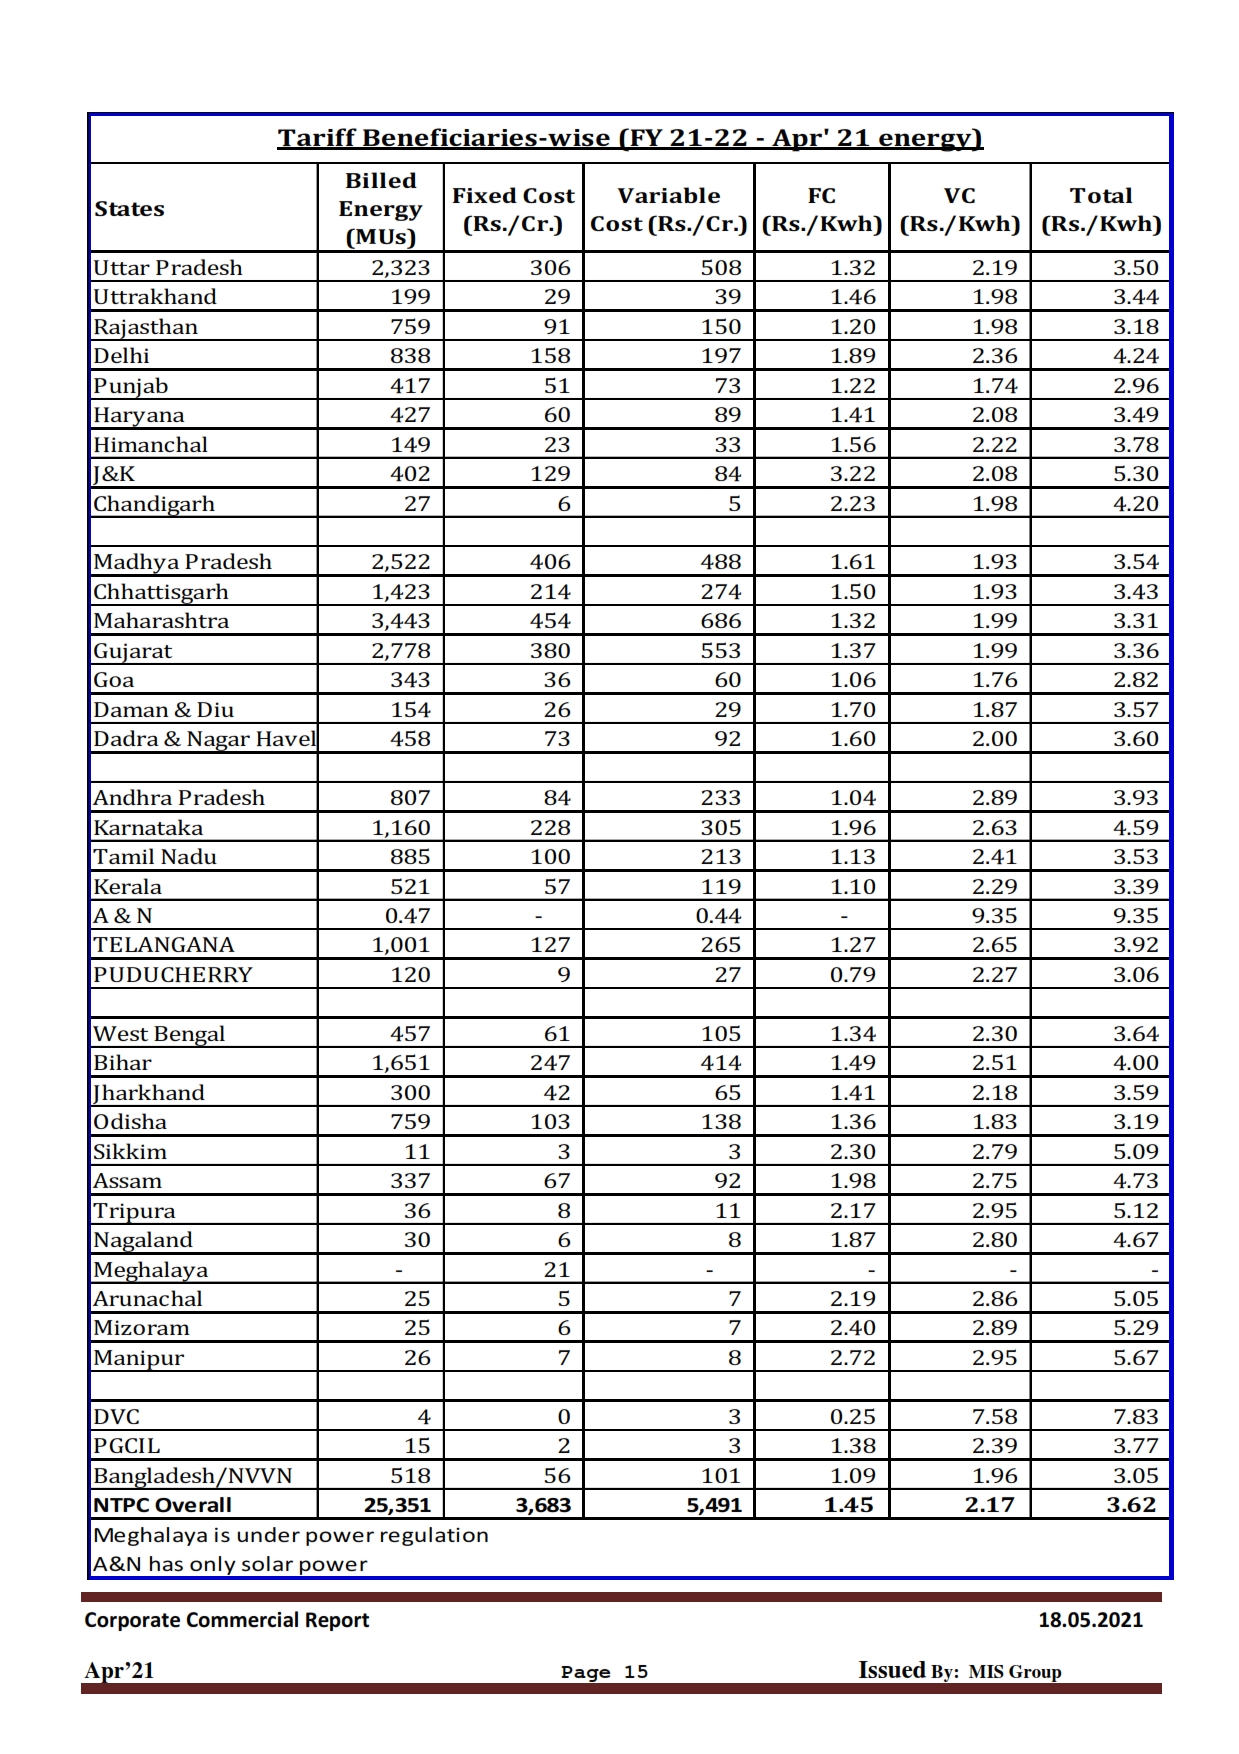 Tariff Beneficiaries-wise (FY 21-22 - Apr' 21 energy)
States Billed Energy (MUs) Fixed Cost (Rs./Cr.) Variable Cost (Rs./Cr.) FC (Rs./Kwh) VC (Rs./Kwh) Total (Rs./Kwh)
Uttar Pradesh 2,323 306 508 1.32 2.19 3.50
Uttrakhand 199 29 39 1.46 1.98 3.44
Rajasthan 759 91 150 1.20 1.98 3.18
Delhi 838 158 197 1.89 2.36 4.24
Punjab 417 51 73 1.22 1.74 2.96
Haryana 427 60 89 1.41 2.08 3.49
Himanchal 149 23 33 1.56 2.22 3.78
J&K 402 129 84 3.22 2.08 5.30
Chandigarh 27 6 5 2.23 1.98 4.20
Madhya Pradesh 2,522 406 488 1.61 1.93 3.54
Chhattisgarh 1,423 214 274 1.50 1.93 3.43
Maharashtra 3,443 454 686 1.32 1.99 3.31
Gujarat 2,778 380 553 1.37 1.99 3.36
Goa 343 36 60 1.06 1.76 2.82
Daman & Diu 154 26 29 1.70 1.87 3.57
Dadra & Nagar Havel 458 73 92 1.60 2.00 3.60
Andhra Pradesh 807 84 233 1.04 2.89 3.93
Karnataka 1,160 228 305 1.96 2.63 4.59
Tamil Nadu 885 100 213 1.13 2.41 3.53
Kerala 521 57 119 1.10 2.29 3.39
A & N 0.47 - 0.44 - 9.35 9.35
TELANGANA 1,001 127 265 1.27 2.65 3.92
PUDUCHERRY 120 9 27 0.79 2.27 3.06
West Bengal 457 61 105 1.34 2.30 3.64
Bihar 1,651 247 414 1.49 2.51 4.00
Jharkhand 300 42 65 1.41 2.18 3.59
Odisha 759 103 138 1.36 1.83 3.19
Sikkim 11 3 3 2.30 2.79 5.09
Assam 337 67 92 1.98 2.75 4.73
Tripura 36 8 11 2.17 2.95 5.12
Nagaland 30 6 8 1.87 2.80 4.67
Meghalaya - 21 - - - -
Arunachal 25 5 7 2.19 2.86 5.05
Mizoram 25 6 7 2.40 2.89 5.29
Manipur 26 7 8 2.72 2.95 5.67
DVC 4 0 3 0.25 7.58 7.83
PGCIL 15 2 3 1.38 2.39 3.77
Bangladesh/NVVN 518 56 101 1.09 1.96 3.05
NTPC Overall 25,351 3,683 5,491 1.45 2.17 3.62
Meghalaya is under power regulation
A&N has only solar power
Corporate Commercial Report 18.05.2021
Apr’21 Page 15 Issued By: MIS Group